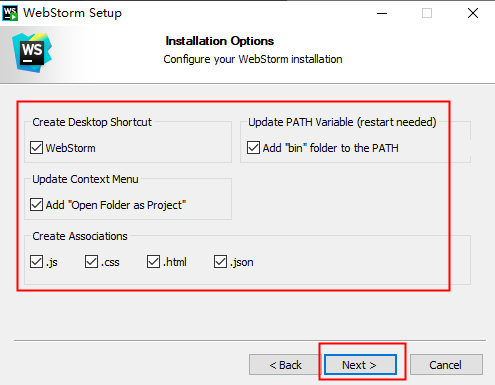 WebStorm Setup
WS
Installation Options
Configure your WebStorm installation
Create Desktop Shortcut
WebStorm
Update PATH Variable (restart needed)
Add "bin" folder to the PATH
Update Context Menu
Add "Open Folder as Project"
Create Associations
.js .css .html .json
< Back Next > Cancel